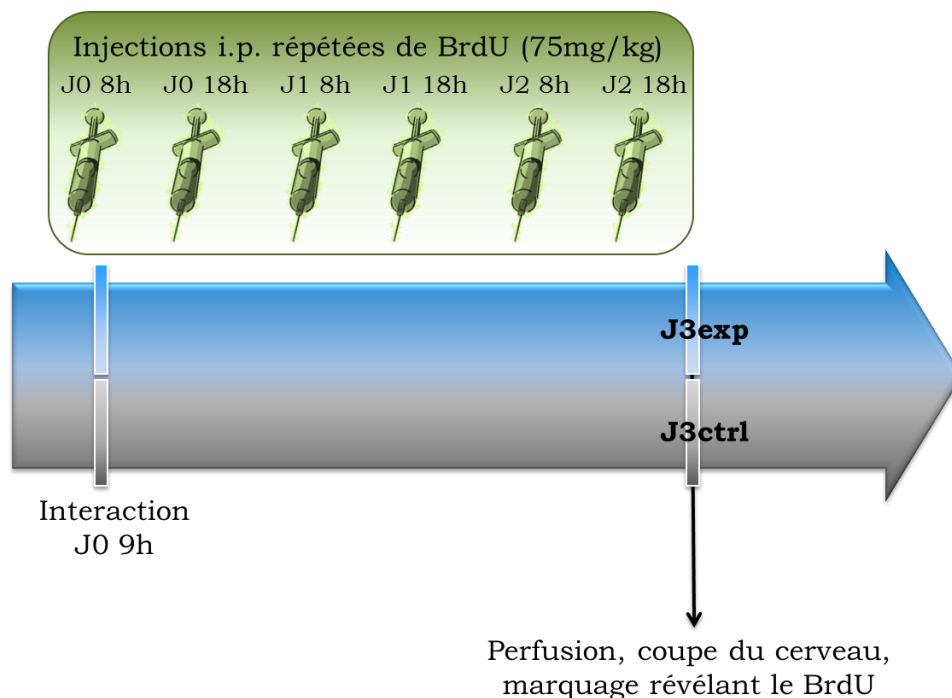 Injections i.p. répétées de BrdU (75mg/kg)
J0 8h J0 18h J1 8h J1 18h J2 8h J2 18h
J3exp
J3ctrl
Interaction
J0 9h
Perfusion, coupe du cerveau,
marquage révélant le BrdU